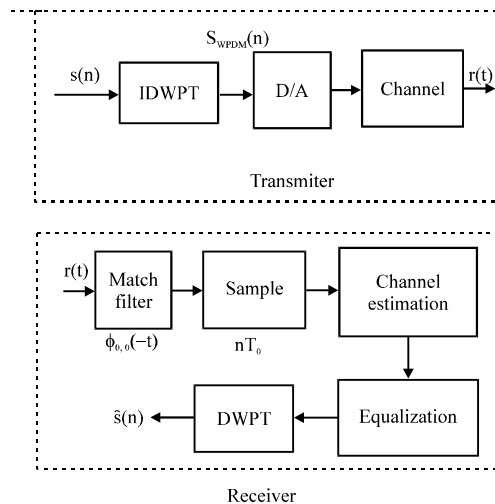 S_WPDM(n)
s(n)
IDWPT
D/A
Channel
r(t)
Transmiter
r(t)
Match
filter
ϕ₀,₀(−t)
Sample
nT₀
Channel
estimation
ŝ(n)
DWPT
Equalization
Receiver